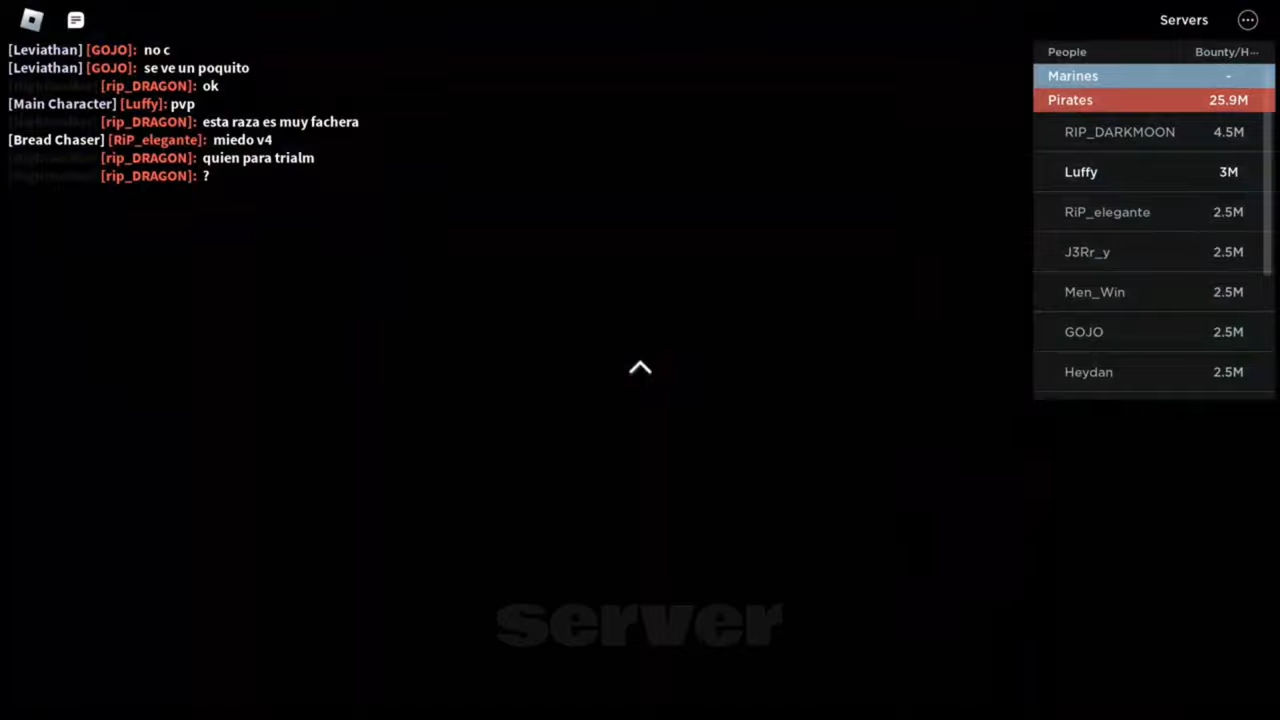 Servers
[Leviathan] [GOJO]: no c
[Leviathan] [GOJO]: se ve un poquito
[rip_DRAGON]: ok
[Main Character] [Luffy]: pvp
[rip_DRAGON]: esta raza es muy fachera
[Bread Chaser] [RiP_elegante]: miedo v4
[rip_DRAGON]: quien para trialm
[rip_DRAGON]: ?
People Bounty/H...
Marines -
Pirates 25.9M
RIP_DARKMOON 4.5M
Luffy 3M
RiP_elegante 2.5M
J3Rr_y 2.5M
Men_Win 2.5M
GOJO 2.5M
Heydan 2.5M
server